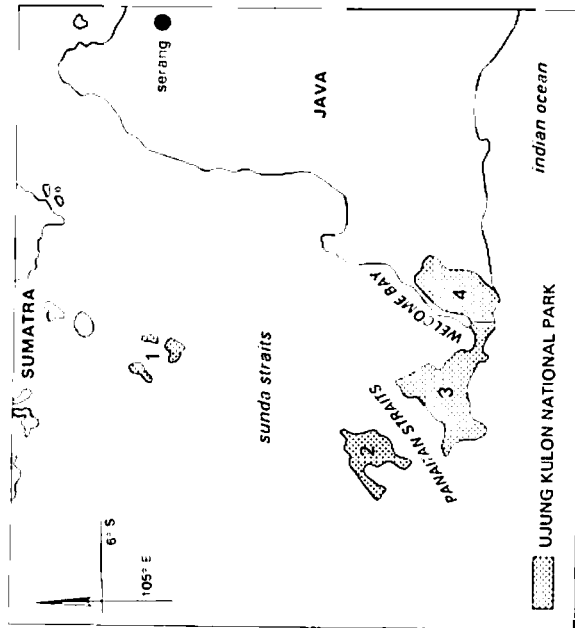 SUMATRA
6° S
105° E
1
serang
sunda straits
JAVA
2
WELCOME BAY
PANAITAN STRAITS
3
4
indian ocean
UJUNG KULON NATIONAL PARK